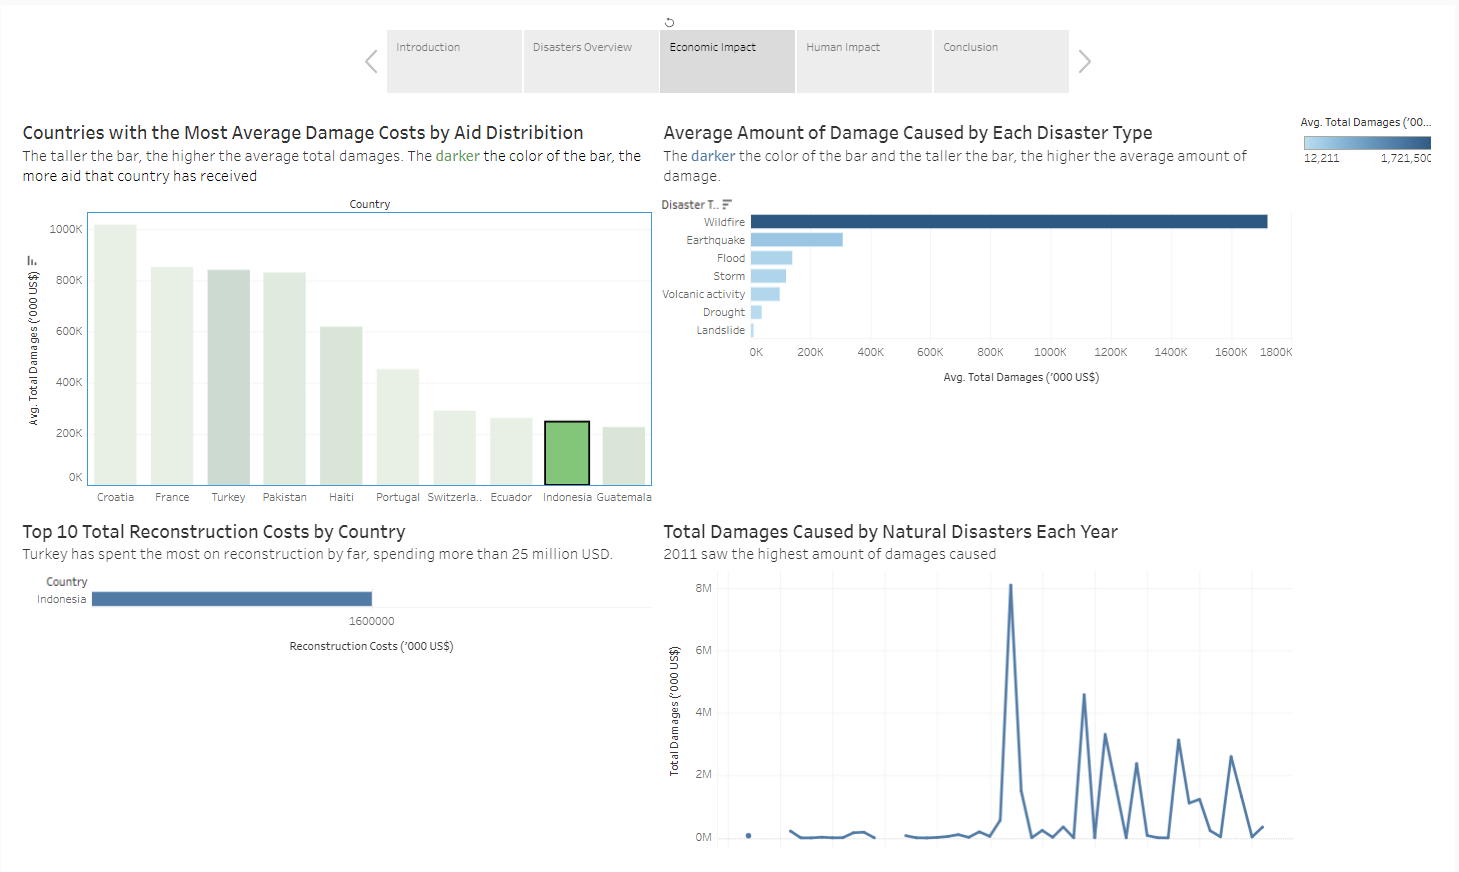 Introduction
Disasters Overview
Economic Impact
Human Impact
Conclusion
Countries with the Most Average Damage Costs by Aid Distribition
The taller the bar, the higher the average total damages. The darker the color of the bar, the
more aid that country has received
Country
Avg. Total Damages ('000 US$)
1000K
800K
600K
400K
200K
0K
Croatia
France
Turkey
Pakistan
Haiti
Portugal
Switzerla..
Ecuador
Indonesia
Guatemala
Average Amount of Damage Caused by Each Disaster Type
The darker the color of the bar and the taller the bar, the higher the average amount of
damage.
Disaster T..
Wildfire
Earthquake
Flood
Storm
Volcanic activity
Drought
Landslide
0K
200K
400K
600K
800K
1000K
1200K
1400K
1600K
1800K
Avg. Total Damages ('000 US$)
Avg. Total Damages ('00...
12,211
1,721,500
Top 10 Total Reconstruction Costs by Country
Turkey has spent the most on reconstruction by far, spending more than 25 million USD.
Country
Indonesia
1600000
Reconstruction Costs ('000 US$)
Total Damages Caused by Natural Disasters Each Year
2011 saw the highest amount of damages caused
Total Damages ('000 US$)
8M
6M
4M
2M
0M